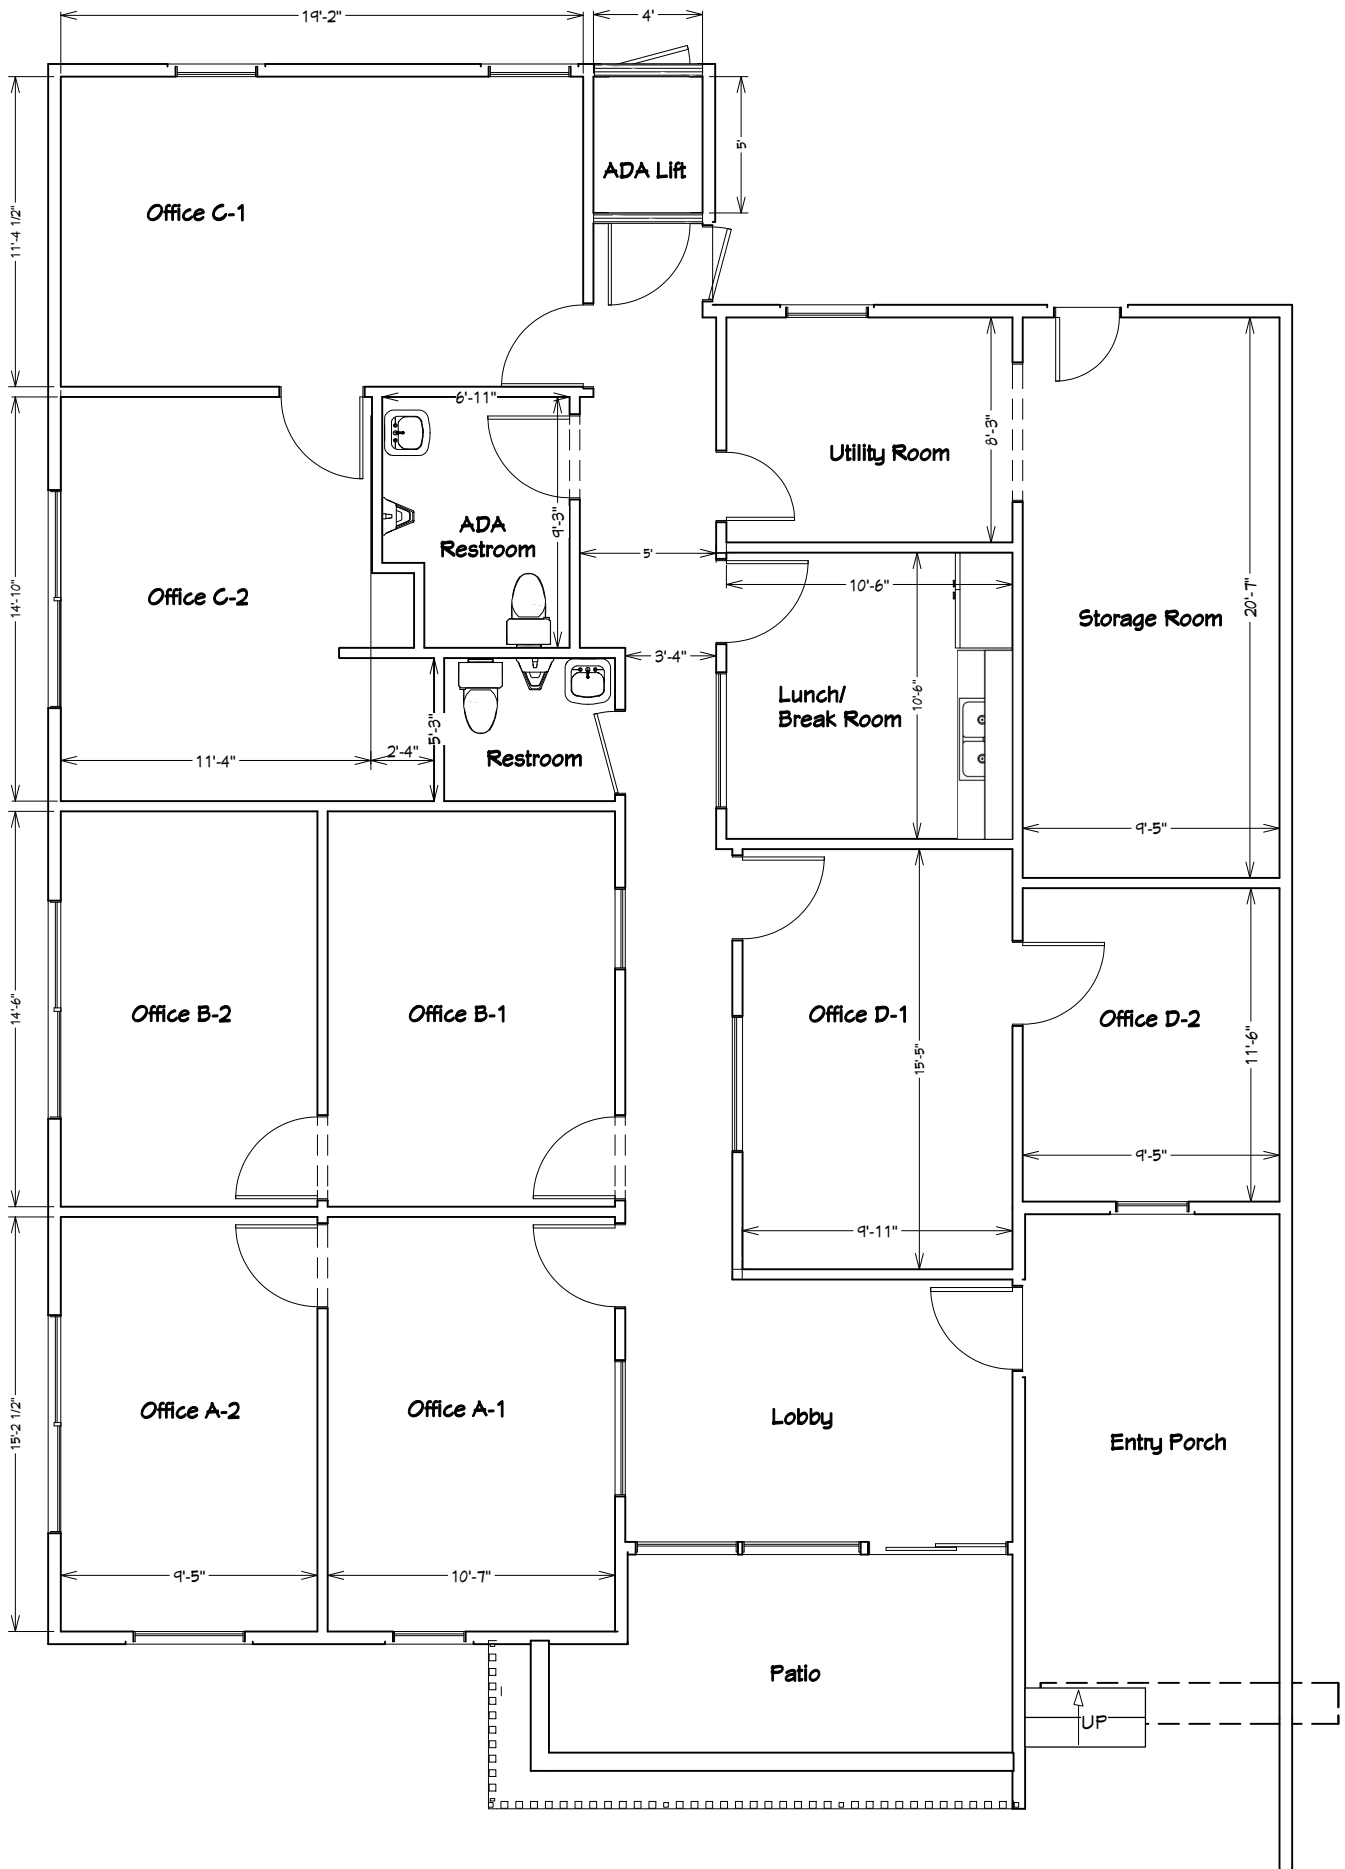 19'-2"
4'
5'
ADA Lift
Office C-1
11'-4 1/2"
6'-11"
8'-3"
Utility Room
ADA
Restroom
9'-3"
5'
10'-6"
14'-10"
Office C-2
20'-7"
Storage Room
3'-4"
Lunch/
Break Room
10'-6"
5'-3"
2'-4"
11'-4"
Restroom
9'-5"
14'-6"
Office B-2
Office B-1
Office D-1
Office D-2
15'-5"
11'-6"
9'-5"
9'-11"
15'-2 1/2"
Office A-2
Office A-1
Lobby
Entry Porch
9'-5"
10'-7"
Patio
UP